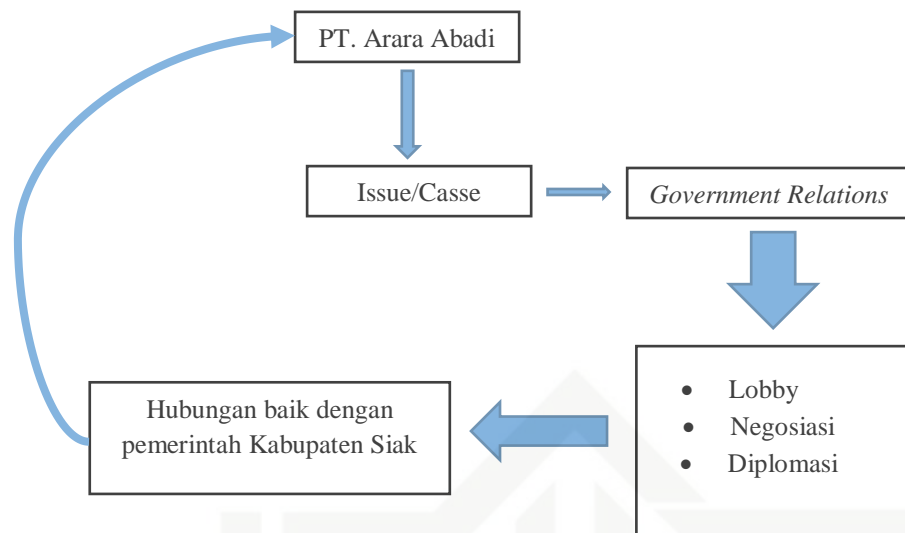 PT. Arara Abadi
Issue/Casse
Government Relations
• Lobby
• Negosiasi
• Diplomasi
Hubungan baik dengan
pemerintah Kabupaten Siak